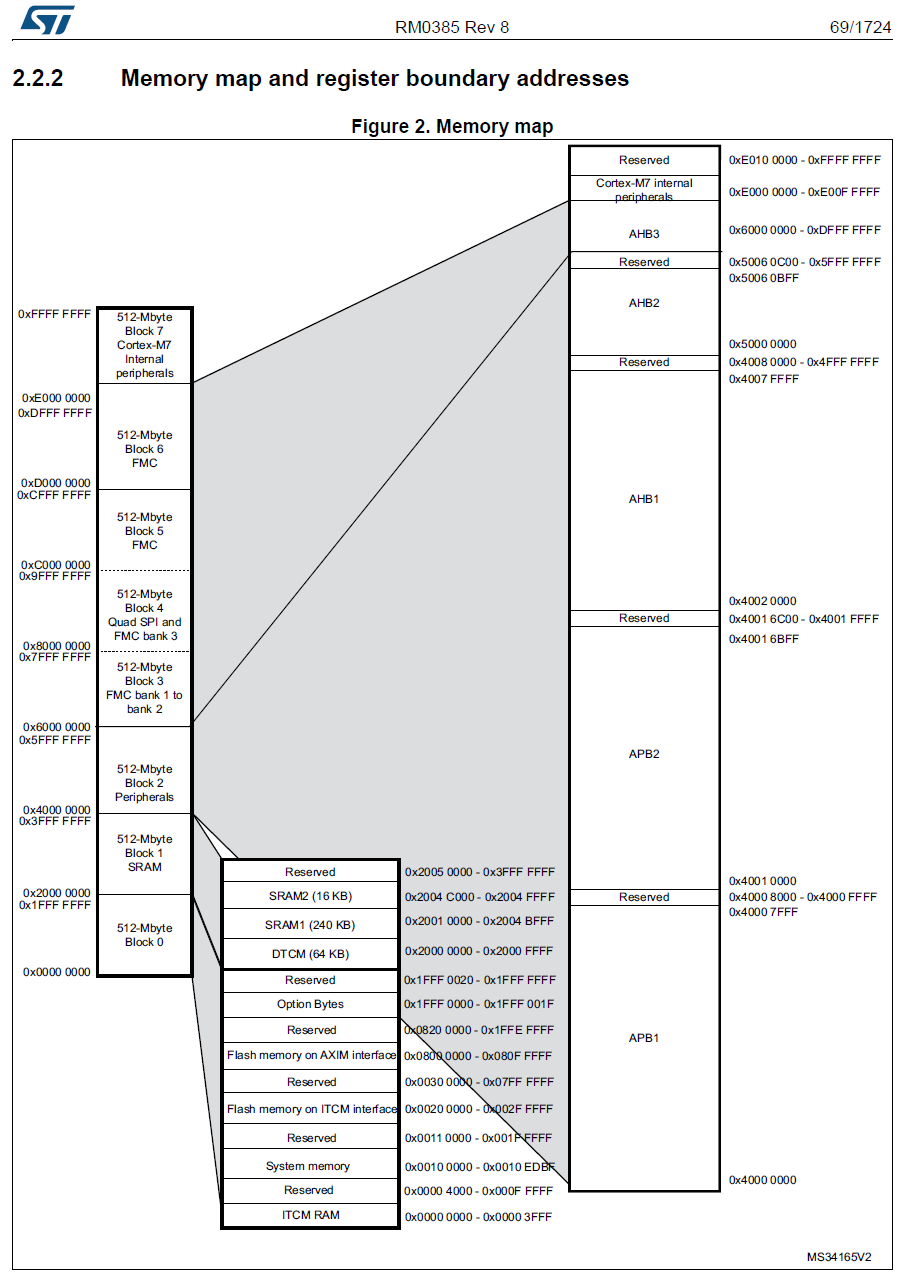 ST
RM0385 Rev 8
69/1724
2.2.2 Memory map and register boundary addresses
Figure 2. Memory map
0xFFFF FFFF
512-Mbyte
Block 7
Cortex-M7
Internal
peripherals
0xE000 0000
0xDFFF FFFF
512-Mbyte
Block 6
FMC
0xD000 0000
0xCFFF FFFF
512-Mbyte
Block 5
FMC
0xC000 0000
0x9FFF FFFF
512-Mbyte
Block 4
Quad SPI and
FMC bank 3
0x8000 0000
0x7FFF FFFF
512-Mbyte
Block 3
FMC bank 1 to
bank 2
0x6000 0000
0x5FFF FFFF
512-Mbyte
Block 2
Peripherals
0x4000 0000
0x3FFF FFFF
512-Mbyte
Block 1
SRAM
0x2000 0000
0x1FFF FFFF
512-Mbyte
Block 0
0x0000 0000
Reserved 0x2005 0000 - 0x3FFF FFFF
SRAM2 (16 KB) 0x2004 C000 - 0x2004 FFFF
SRAM1 (240 KB) 0x2001 0000 - 0x2004 BFFF
DTCM (64 KB) 0x2000 0000 - 0x2000 FFFF
Reserved 0x1FFF 0020 - 0x1FFF FFFF
Option Bytes 0x1FFF 0000 - 0x1FFF 001F
Reserved 0x0820 0000 - 0x1FFE FFFF
Flash memory on AXIM interface 0x0800 0000 - 0x080F FFFF
Reserved 0x0030 0000 - 0x07FF FFFF
Flash memory on ITCM interface 0x0020 0000 - 0x002F FFFF
Reserved 0x0011 0000 - 0x001F FFFF
System memory 0x0010 0000 - 0x0010 EDBF
Reserved 0x0000 4000 - 0x000F FFFF
ITCM RAM 0x0000 0000 - 0x0000 3FFF
Reserved 0xE010 0000 - 0xFFFF FFFF
Cortex-M7 internal
peripherals
0xE000 0000 - 0xE00F FFFF
AHB3 0x6000 0000 - 0xDFFF FFFF
Reserved 0x5006 0C00 - 0x5FFF FFFF
0x5006 0BFF
AHB2
0x5000 0000
Reserved 0x4008 0000 - 0x4FFF FFFF
0x4007 FFFF
AHB1
0x4002 0000
Reserved 0x4001 6C00 - 0x4001 FFFF
0x4001 6BFF
APB2
0x4001 0000
Reserved 0x4000 8000 - 0x4000 FFFF
0x4000 7FFF
APB1
0x4000 0000
MS34165V2